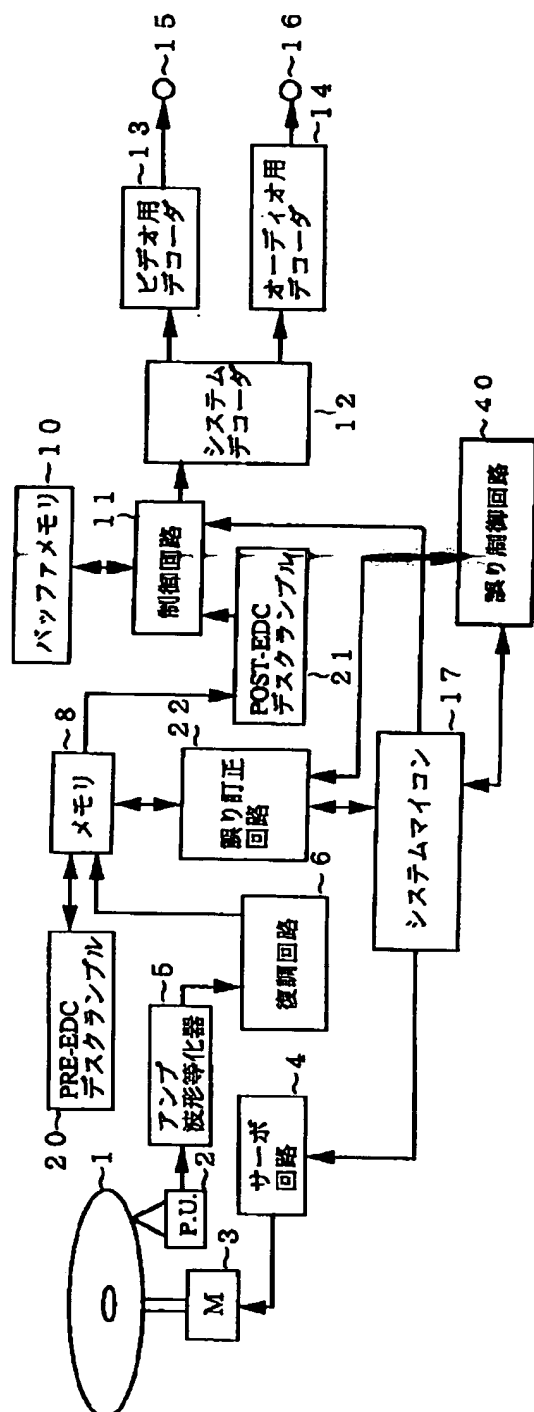 1
P.U.
2
M
3
サーボ
回路
4
アンプ
波形等化器
5
復調回路
6
PRE-EDC
デスクランブル
20
メモリ
8
誤り訂正
回路
22
POST-EDC
デスクランブル
21
バッファメモリ
10
制御回路
11
システム
デコーダ
12
ビデオ用
デコーダ
13
15
オーディオ用
デコーダ
14
16
システムマイコン
17
誤り制御回路
40